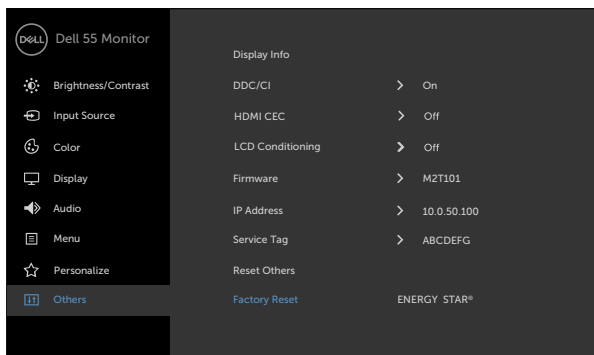 DELL Dell 55 Monitor
Display Info
Brightness/Contrast DDC/CI > On
Input Source HDMI CEC > Off
Color LCD Conditioning > Off
Display Firmware > M2T101
Audio IP Address > 10.0.50.100
Menu Service Tag > ABCDEFG
Personalize Reset Others
Others Factory Reset ENERGY STAR®